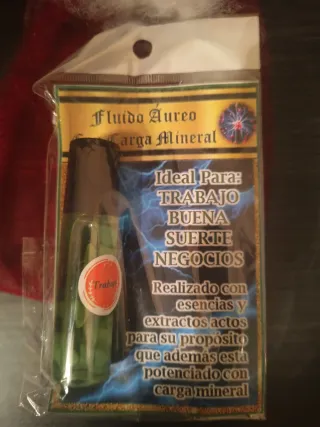 Fluido Áureo
Carga Mineral
Ideal Para:
TRABAJO
BUENA
SUERTE
NEGOCIOS
Realizado con
esencias y
extractos actos
para su propósito
que además está
potenciado con
carga mineral